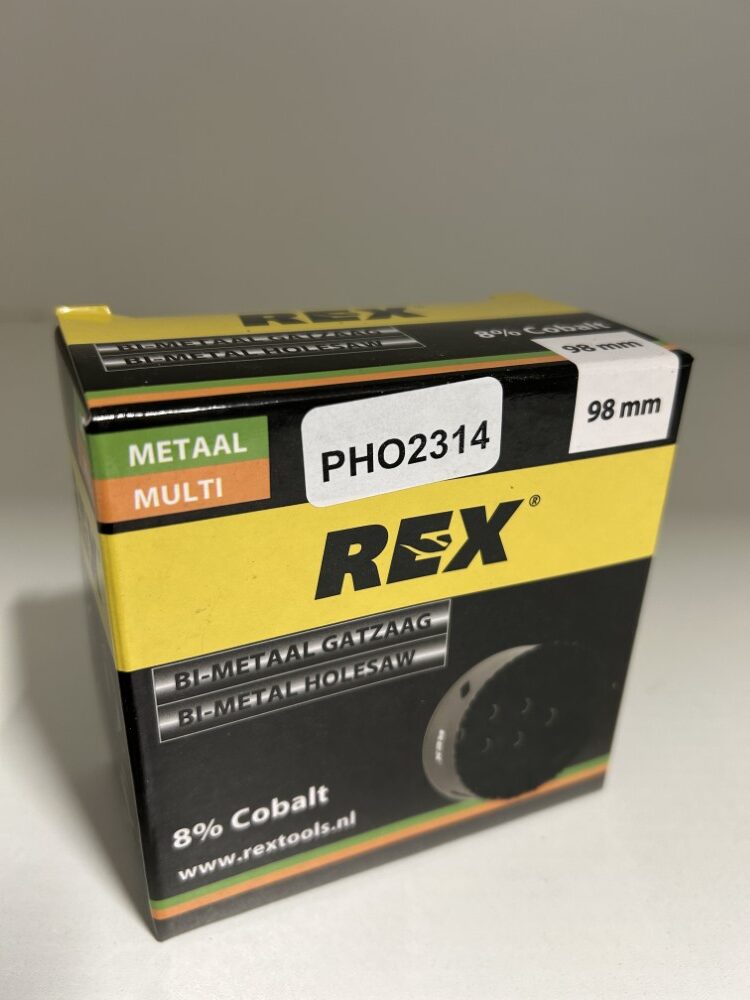 REX
BI-METAAL GATZAAG
BI-METAL HOLESAW
8% Cobalt
98 mm
METAAL
MULTI
PHO2314
98 mm
REX®
BI-METAAL GATZAAG
BI-METAL HOLESAW
REX
8% Cobalt
www.rextools.nl